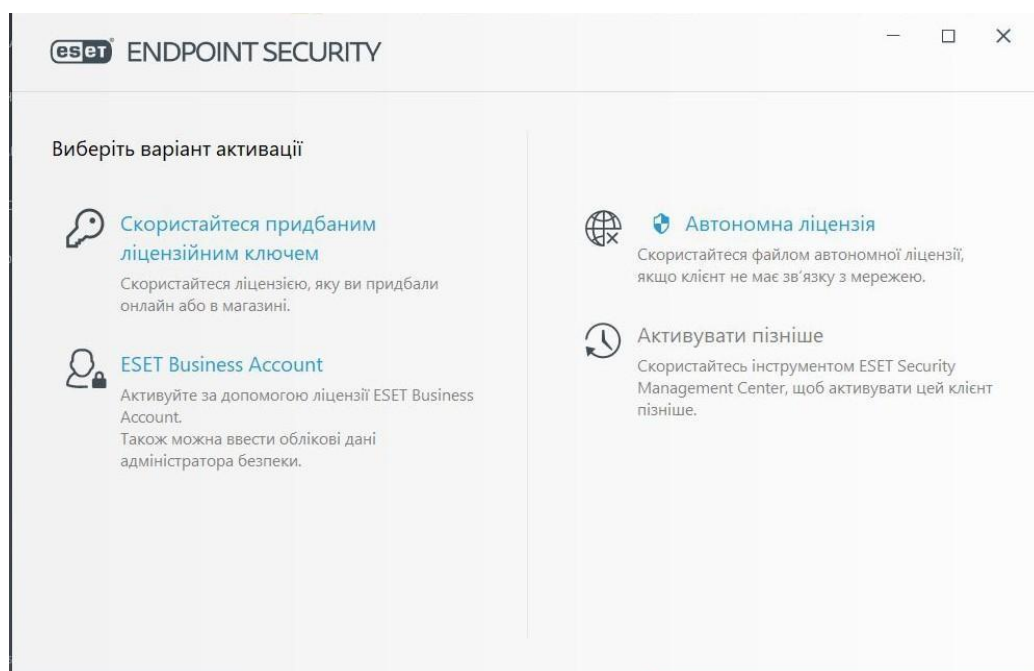 eset ENDPOINT SECURITY
Виберіть варіант активації
Скористайтеся придбаним
ліцензійним ключем
Скористайтеся ліцензією, яку ви придбали
онлайн або в магазині.
ESET Business Account
Активуйте за допомогою ліцензії ESET Business
Account.
Також можна ввести облікові дані
адміністратора безпеки.
Автономна ліцензія
Скористайтеся файлом автономної ліцензії,
якщо клієнт не має зв'язку з мережею.
Активувати пізніше
Скористайтесь інструментом ESET Security
Management Center, щоб активувати цей клієнт
пізніше.